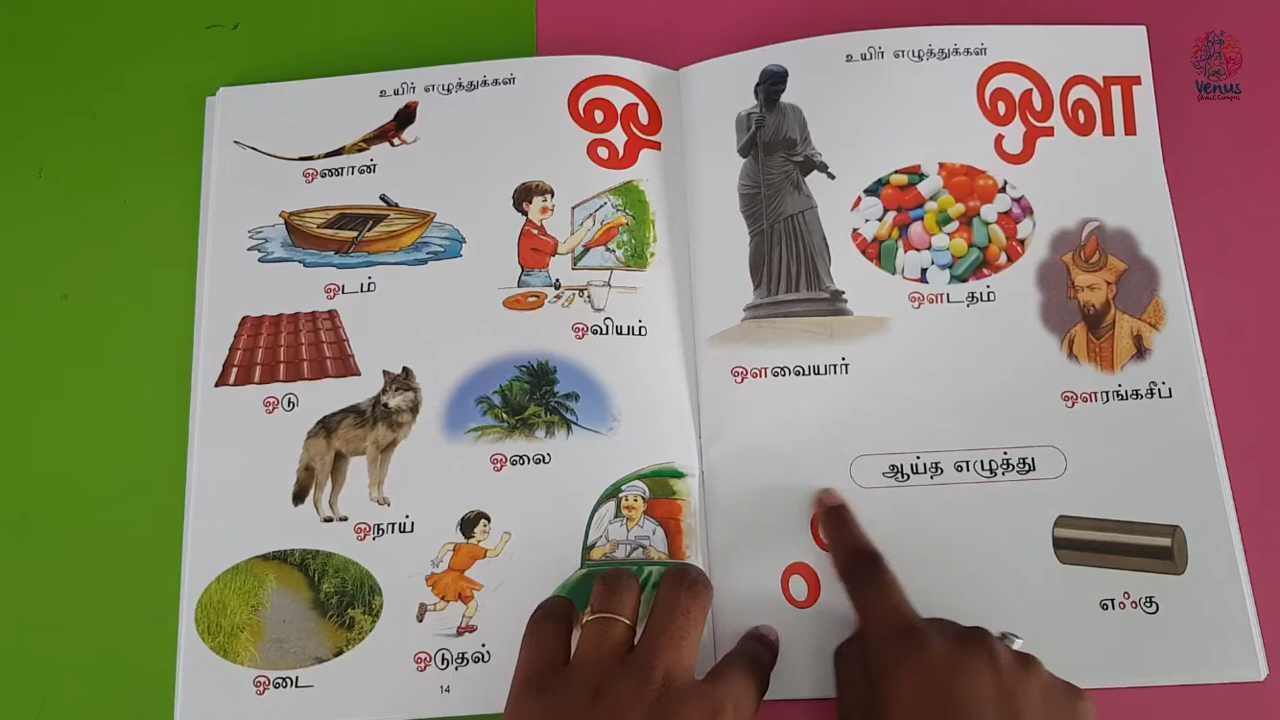 உயிர் எழுத்துக்கள்
ஓ
ஓணான்
ஓடம்
ஓவியம்
ஓடு
ஓலை
ஓநாய்
ஓடுதல்
ஓடை
14
உயிர் எழுத்துக்கள்
ஔ
ஔடதம்
ஔவையார்
ஔரங்கசீப்
ஆய்த எழுத்து
எஃகு
Venus